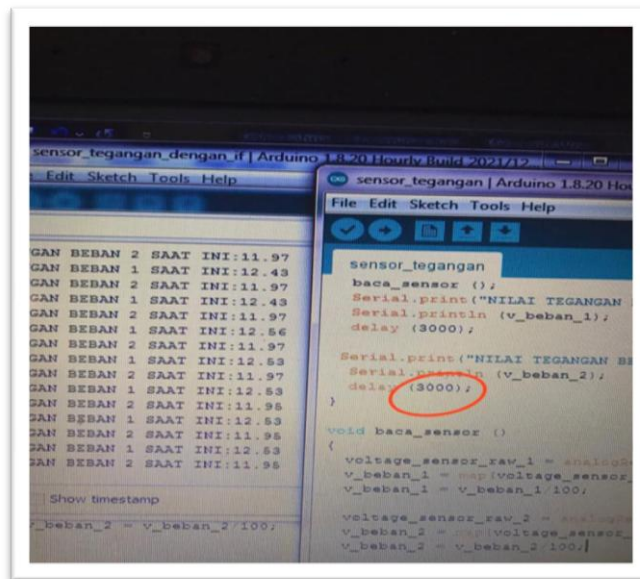 sensor_tegangan_dengan_if | Arduino 1.8.20 Hourly Build 2021/12
Edit Sketch Tools Help
GAN BEBAN 2 SAAT INI:11.97
GAN BEBAN 1 SAAT INI:12.43
GAN BEBAN 2 SAAT INI:11.97
GAN BEBAN 1 SAAT INI:12.43
GAN BEBAN 2 SAAT INI:11.97
GAN BEBAN 1 SAAT INI:12.56
GAN BEBAN 2 SAAT INI:11.97
GAN BEBAN 1 SAAT INI:12.53
GAN BEBAN 2 SAAT INI:11.97
GAN BEBAN 1 SAAT INI:12.53
GAN BEBAN 2 SAAT INI:11.95
GAN BEBAN 1 SAAT INI:12.53
GAN BEBAN 2 SAAT INI:11.95
GAN BEBAN 1 SAAT INI:12.53
GAN BEBAN 2 SAAT INI:11.95
Show timestamp
v_beban_2 = v_beban_2/100;
sensor_tegangan | Arduino 1.8.20 Hou
File Edit Sketch Tools Help
sensor_tegangan
baca_sensor ();
Serial.print("NILAI TEGANGAN
Serial.println (v_beban_1);
delay (3000);
Serial.print("NILAI TEGANGAN BE
Serial.println (v_beban_2);
delay (3000);
}
void baca_sensor ()
{
voltage_sensor_raw_1 = analogRe
v_beban_1 = map(voltage_sensor_
v_beban_1 = v_beban_1/100;
voltage_sensor_raw_2 = analogRe
v_beban_2 = map(voltage_sensor_
v_beban_2 = v_beban_2/100;